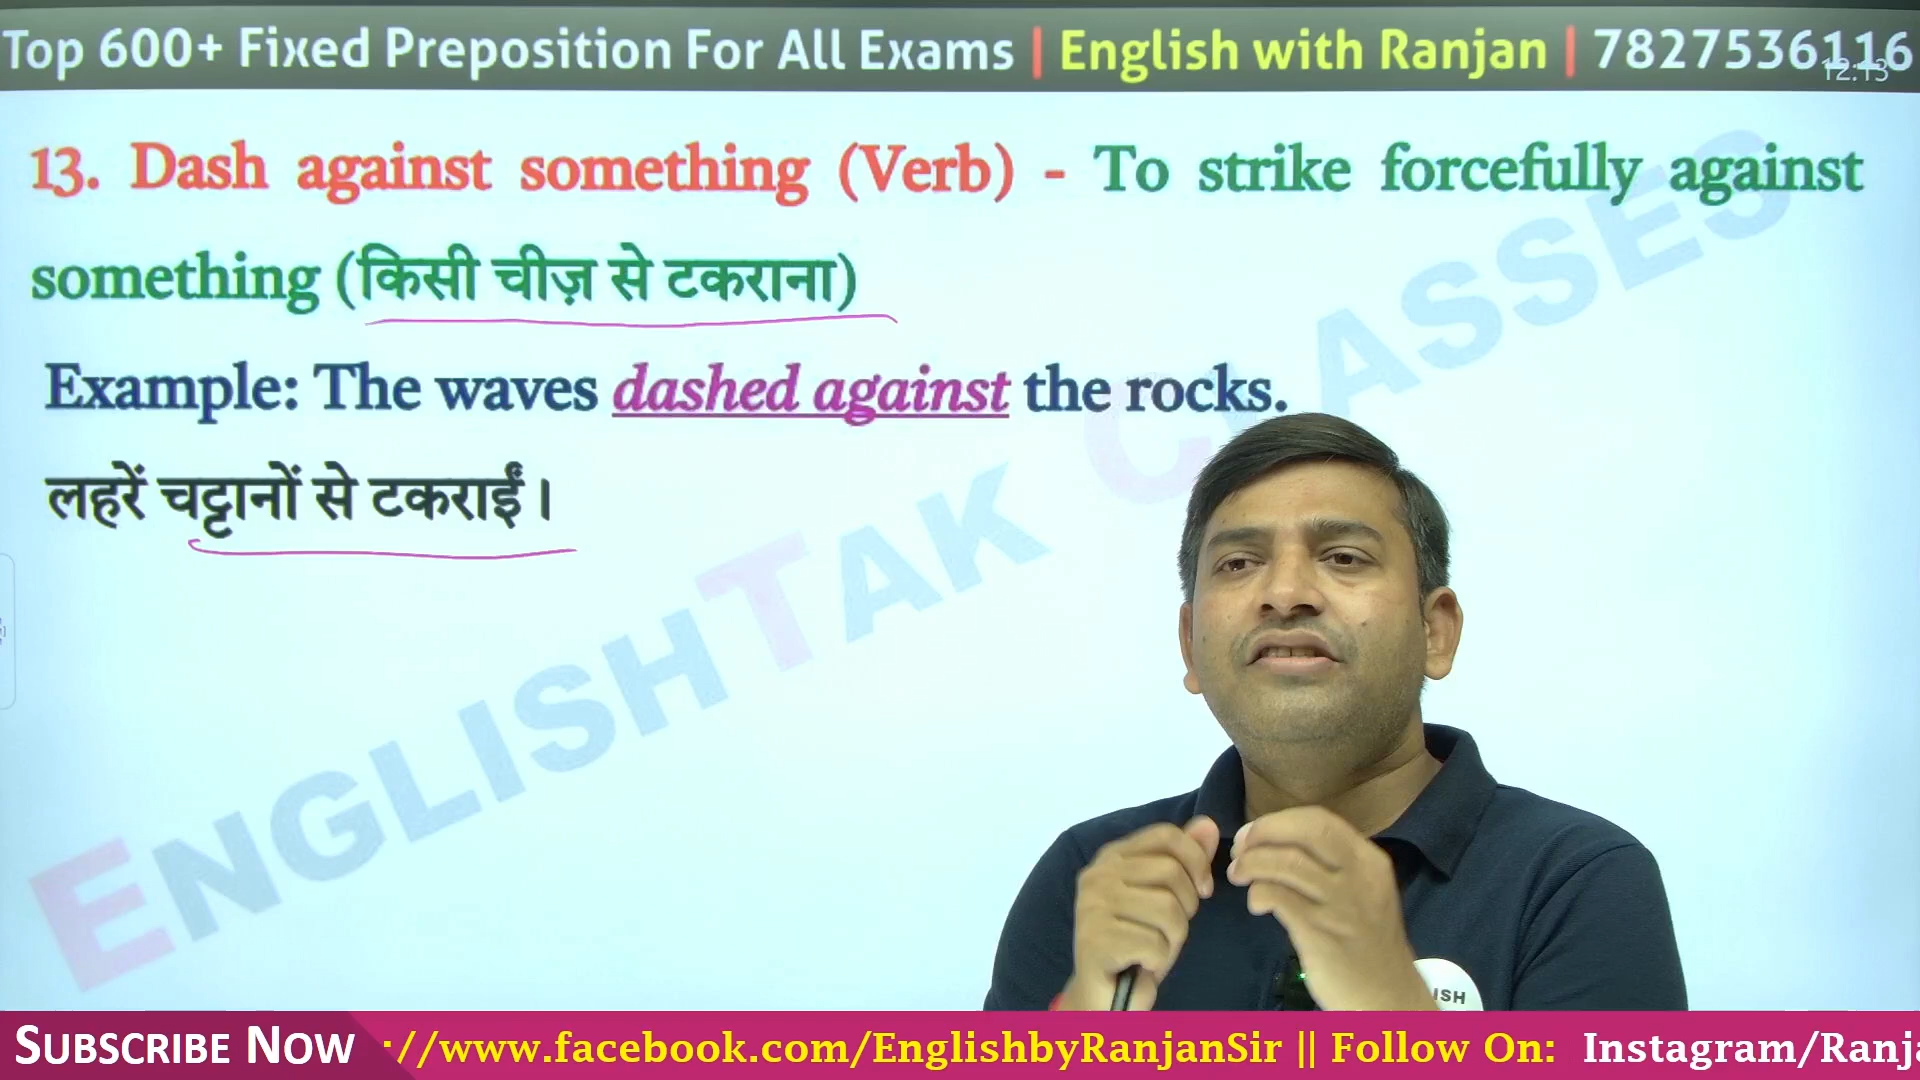 Top 600+ Fixed Preposition For All Exams | English with Ranjan | 7827536116
12:13
13. Dash against something (Verb) - To strike forcefully against
something (किसी चीज़ से टकराना)
Example: The waves dashed against the rocks.
लहरें चट्टानों से टकराईं।
ENGLISHTAK CLASSES
ISH
SUBSCRIBE NOW
://www.facebook.com/EnglishbyRanjanSir || Follow On: Instagram/Ranja